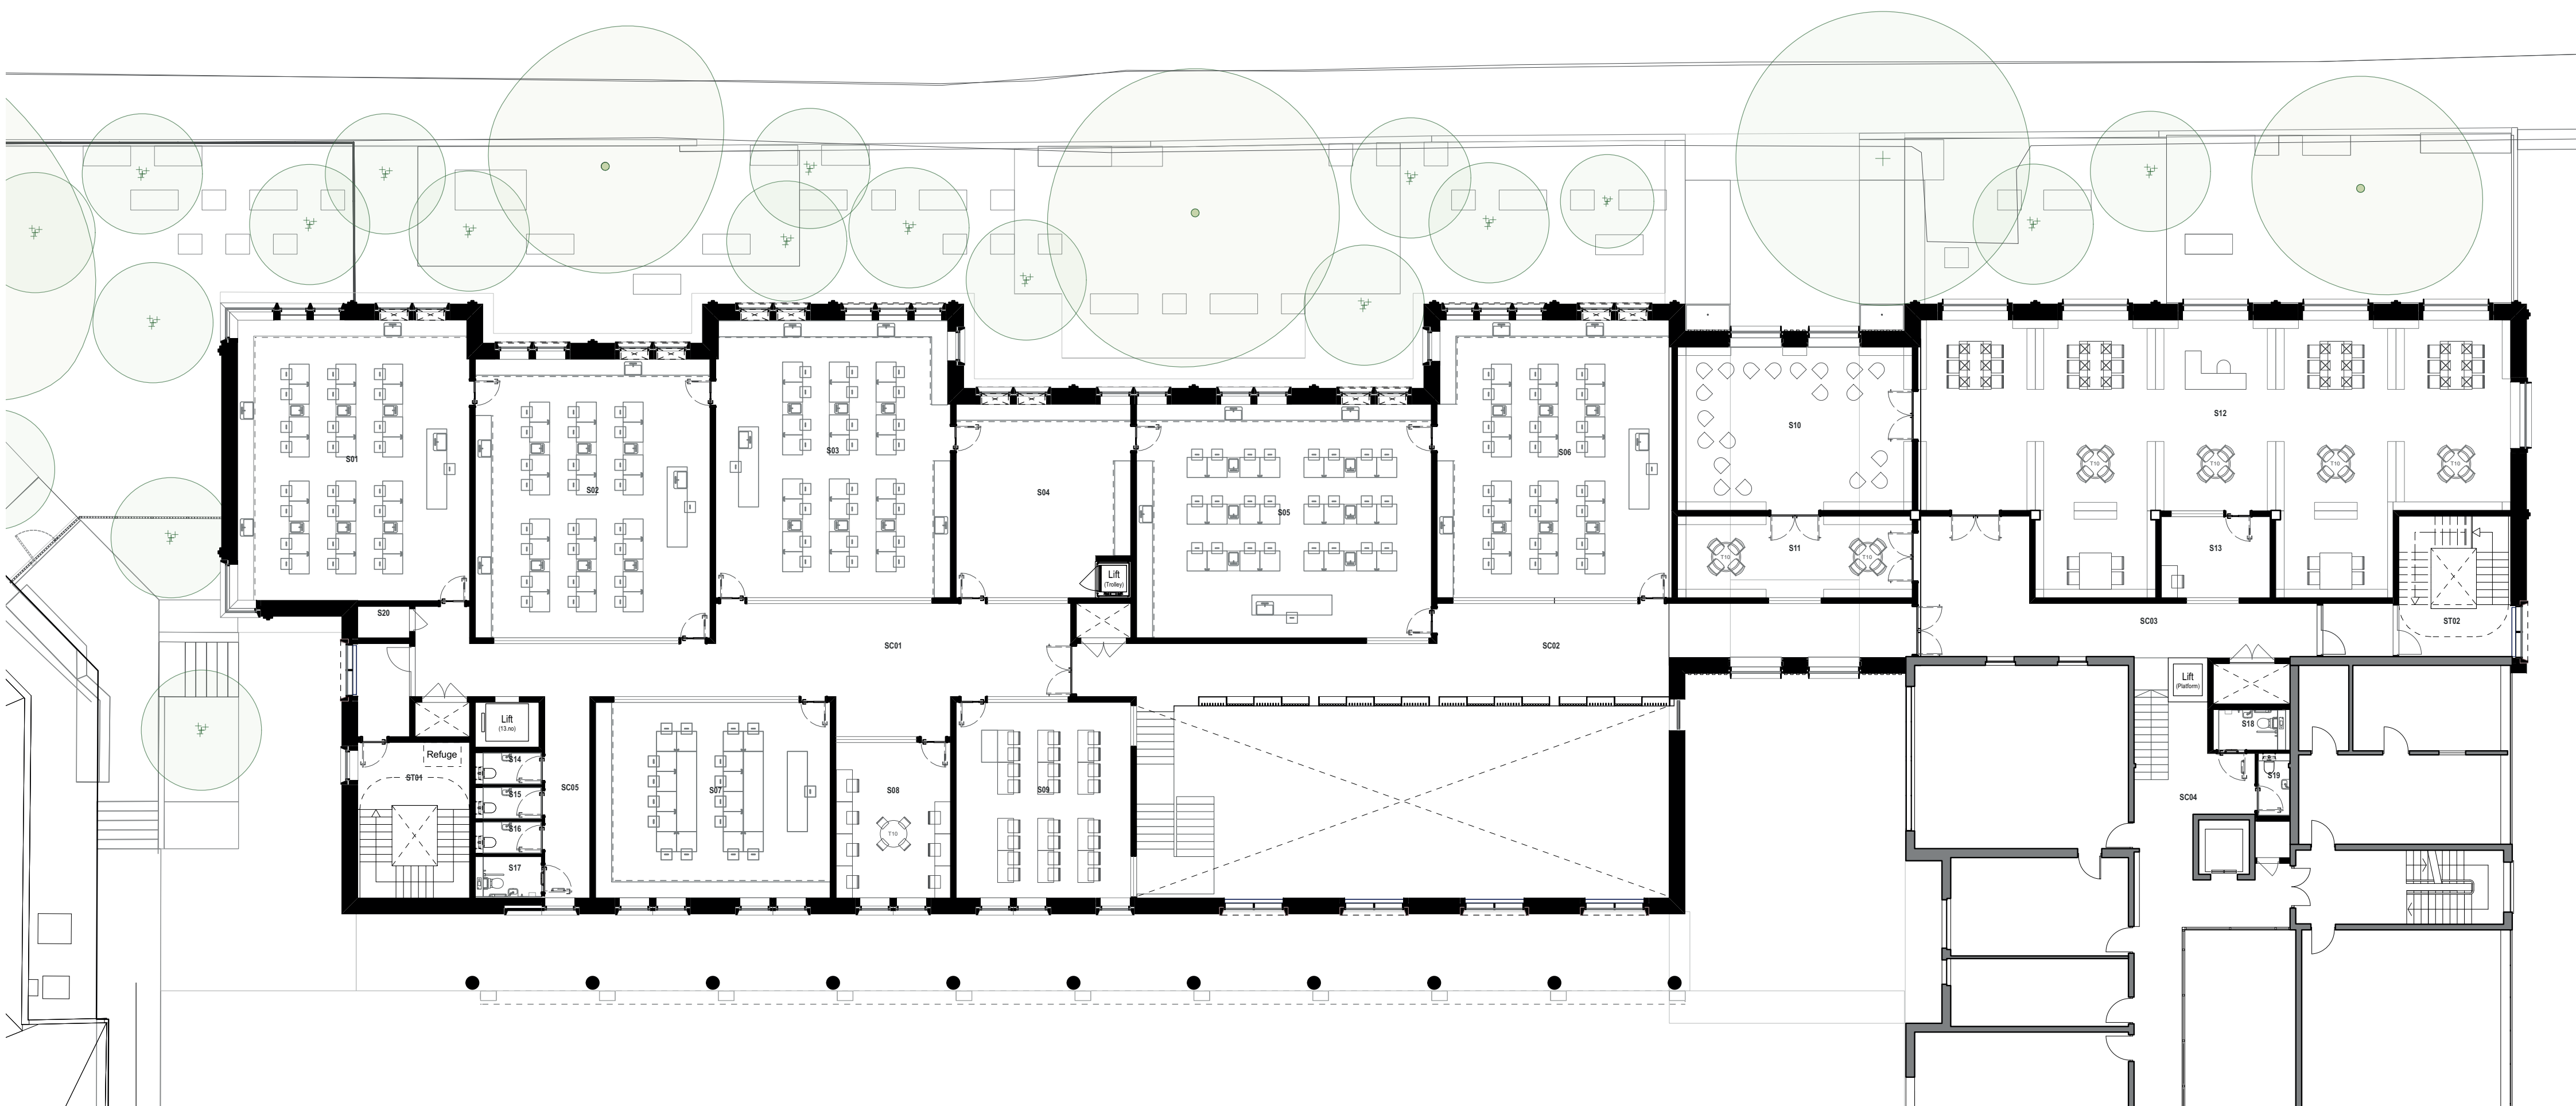 S12
S10
S06
S03
S01
T10
T10
T10
T10
S02
S04
S05
S11
T10
T10
S13
Lift
(Trolley)
S20
ST02
SC03
SC01
SC02
Lift
(Platform)
Lift
(13.no)
S18
Refuge
S14
ST01
S19
SC05
S07
S08
S09
S15
SC04
S16
T10
S17